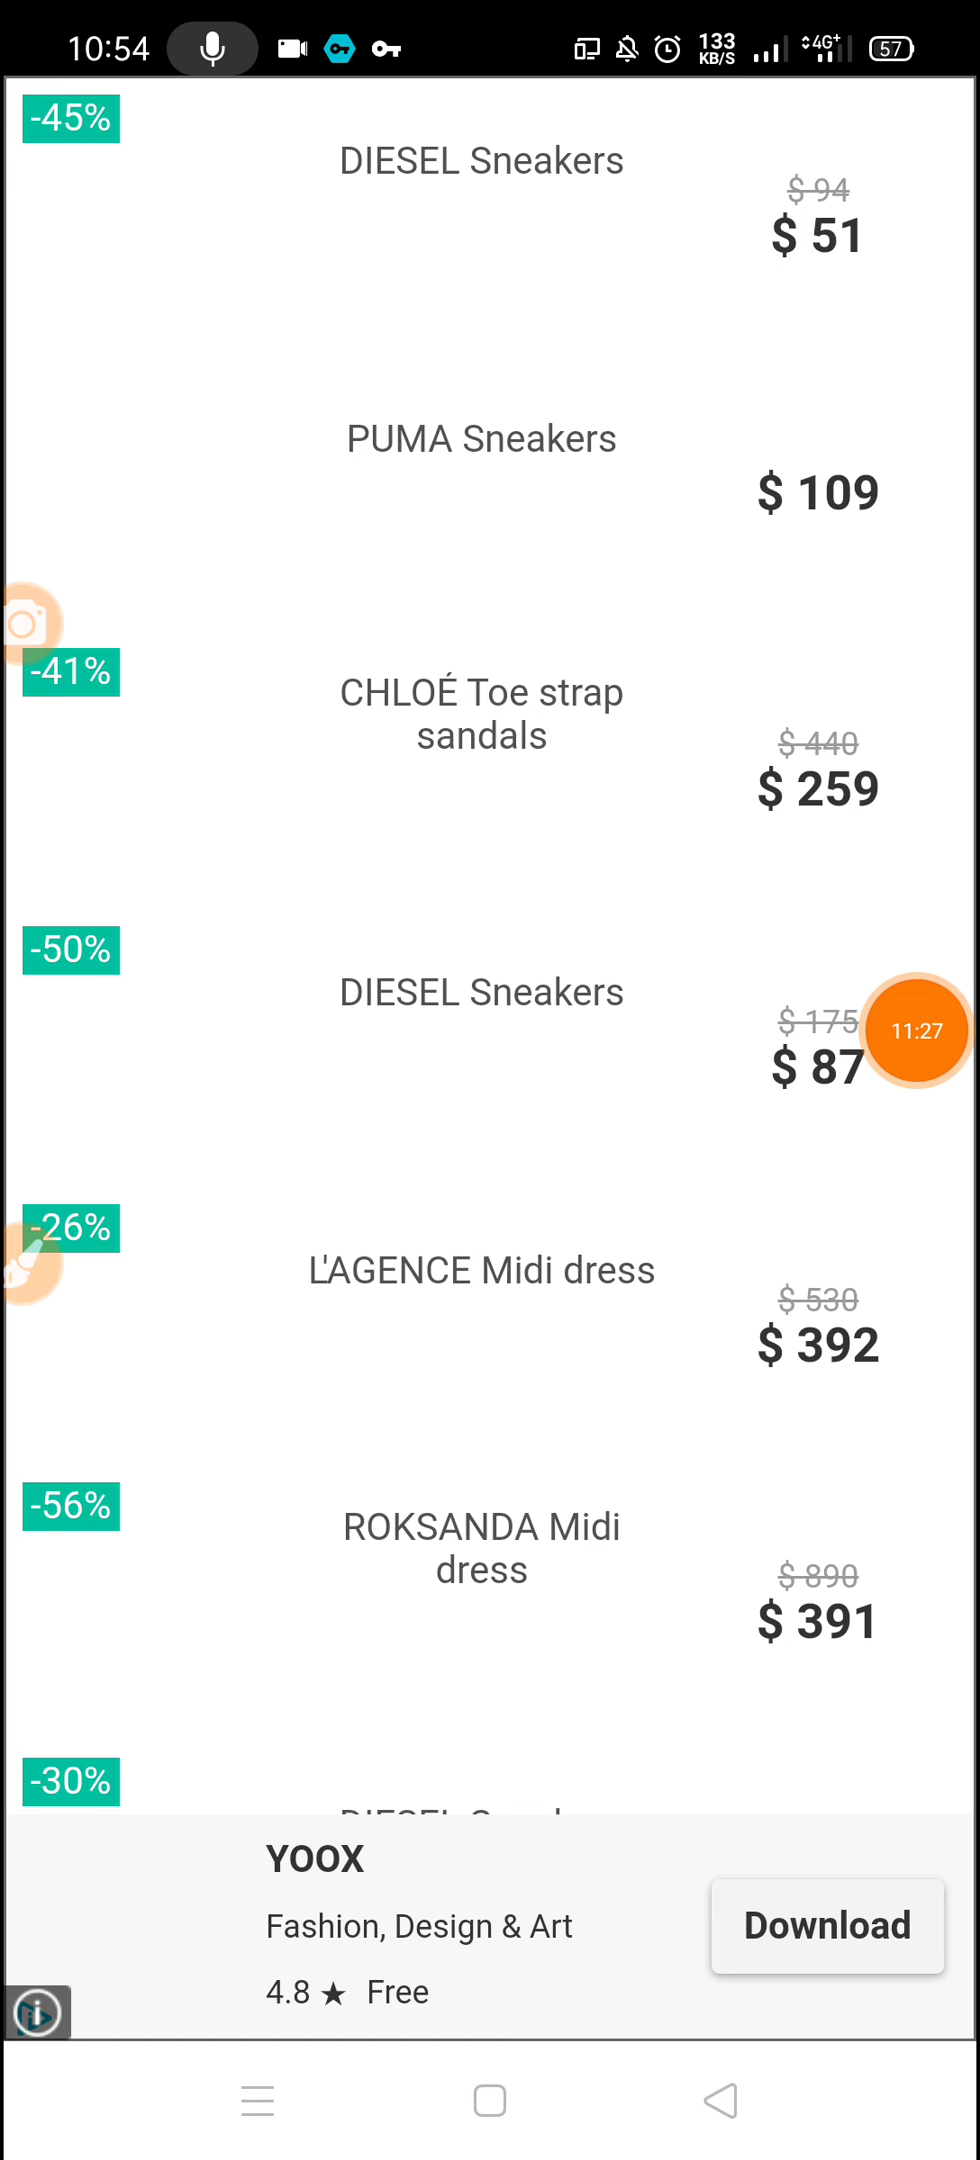 10:54
133
KB/S
4G+
57
-45%
DIESEL Sneakers
$ 94
$ 51
PUMA Sneakers
$ 109
-41%
CHLOÉ Toe strap
sandals
$ 440
$ 259
-50%
DIESEL Sneakers
$ 175
11:27
$ 87
-26%
L'AGENCE Midi dress
$ 530
$ 392
-56%
ROKSANDA Midi
dress
$ 890
$ 391
-30%
YOOX
Fashion, Design & Art
Download
4.8 ★ Free